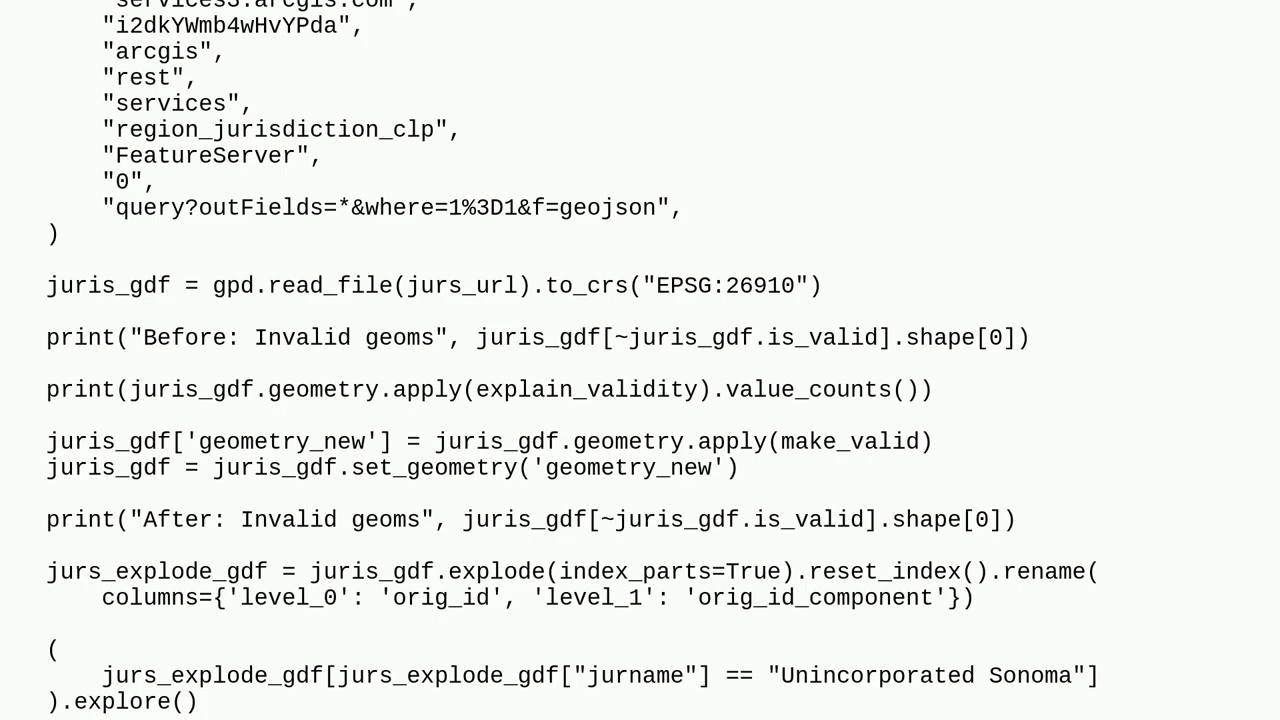 "services3.arcgis.com",
"i2dkYWmb4wHvYPda",
"arcgis",
"rest",
"services",
"region_jurisdiction_clp",
"FeatureServer",
"0",
"query?outFields=*&where=1%3D1&f=geojson",
)
juris_gdf = gpd.read_file(jurs_url).to_crs("EPSG:26910")
print("Before: Invalid geoms", juris_gdf[~juris_gdf.is_valid].shape[0])
print(juris_gdf.geometry.apply(explain_validity).value_counts())
juris_gdf['geometry_new'] = juris_gdf.geometry.apply(make_valid)
juris_gdf = juris_gdf.set_geometry('geometry_new')
print("After: Invalid geoms", juris_gdf[~juris_gdf.is_valid].shape[0])
jurs_explode_gdf = juris_gdf.explode(index_parts=True).reset_index().rename(
columns={'level_0': 'orig_id', 'level_1': 'orig_id_component'})
(
jurs_explode_gdf[jurs_explode_gdf["jurname"] == "Unincorporated Sonoma"]
).explore()